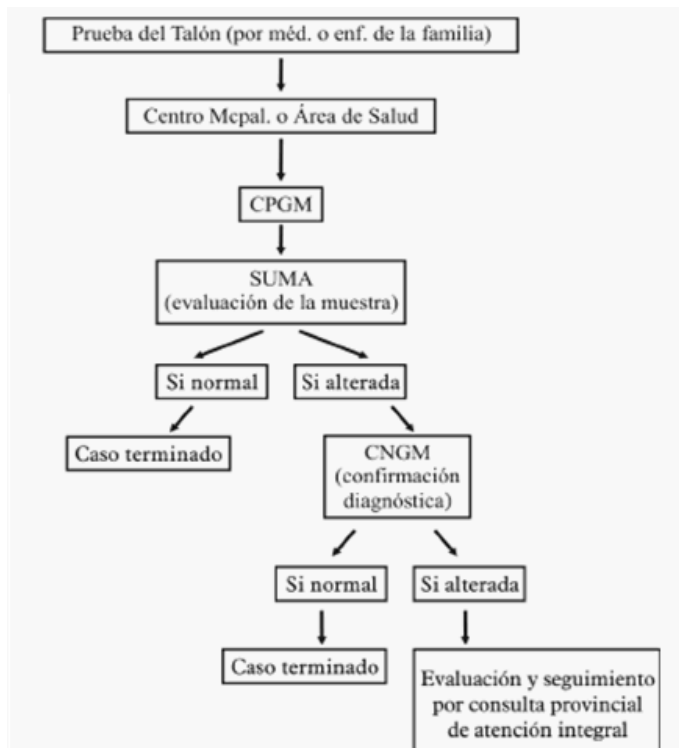 Prueba del Talón (por méd. o enf. de la familia)
Centro Mcpal. o Área de Salud
CPGM
SUMA
(evaluación de la muestra)
Si normal
Si alterada
Caso terminado
CNGM
(confirmación
diagnóstica)
Si normal
Si alterada
Caso terminado
Evaluación y seguimiento
por consulta provincial
de atención integral